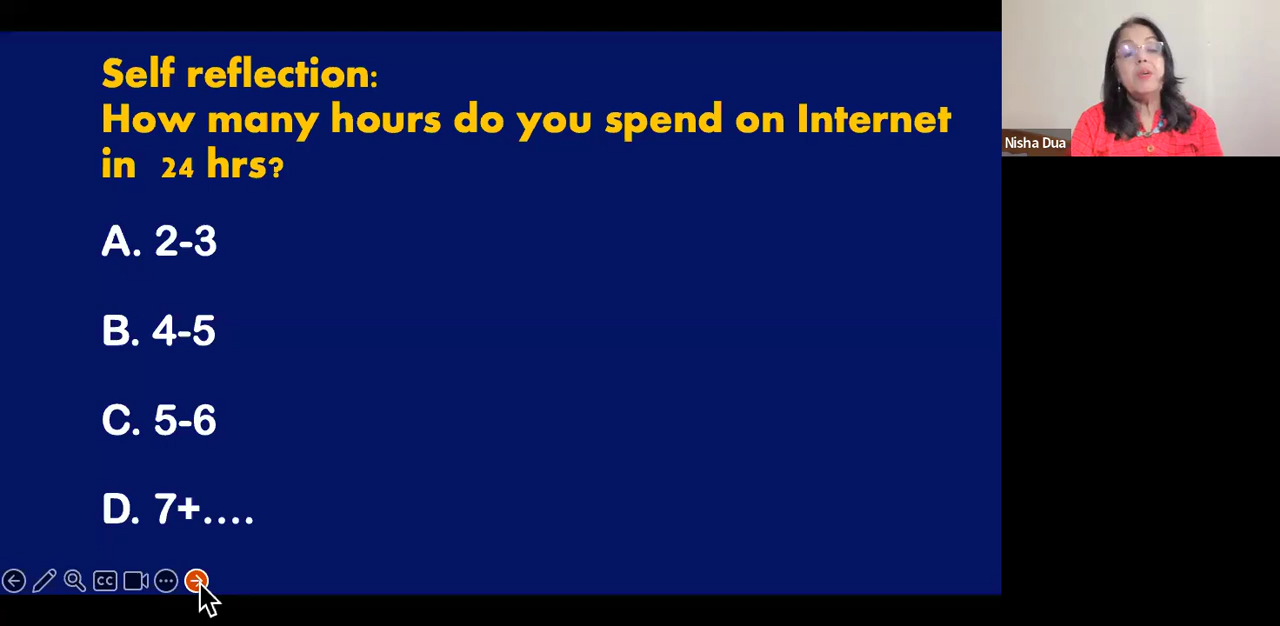 Self reflection:
How many hours do you spend on Internet
in 24 hrs?
A. 2-3
B. 4-5
C. 5-6
D. 7+....
Nisha Dua
CC